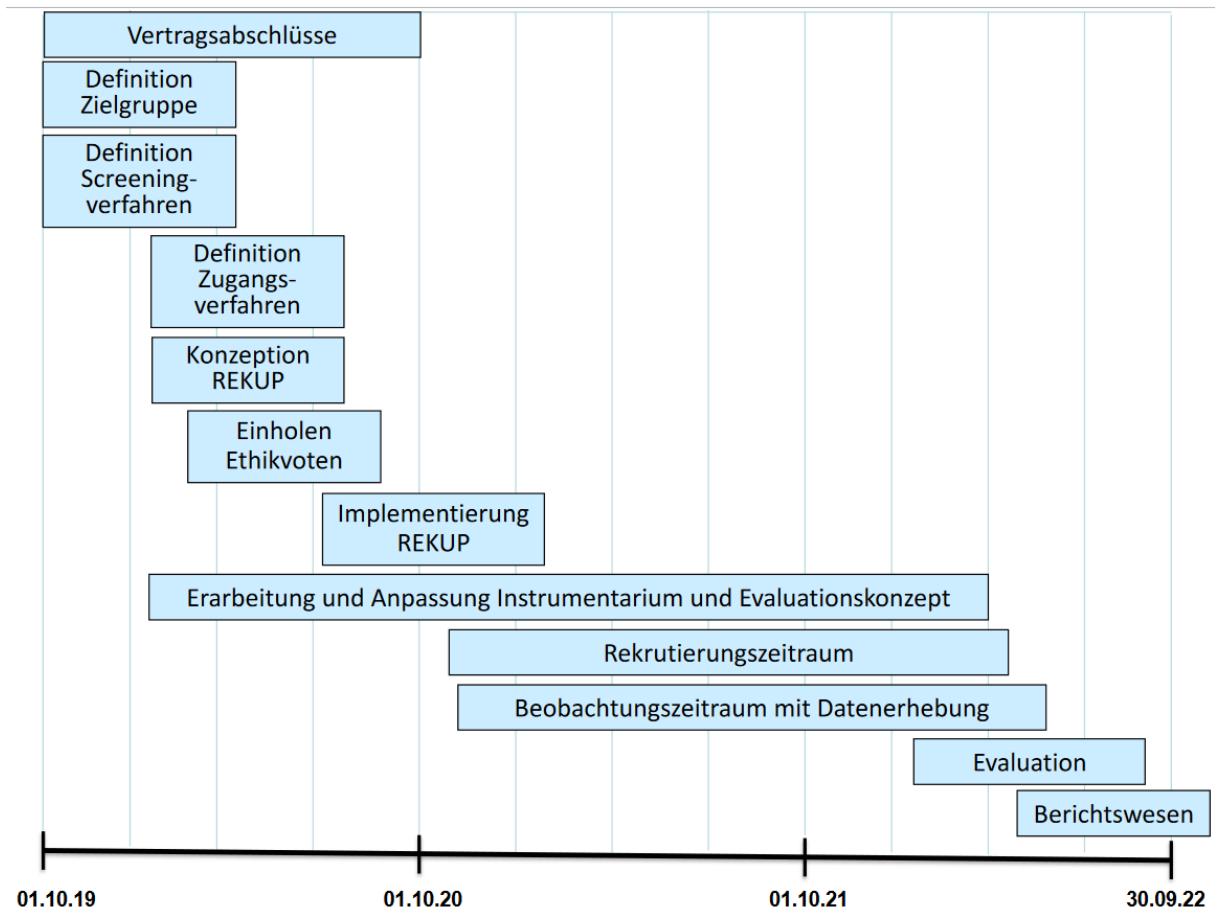 Vertragsabschlüsse
Definition
Zielgruppe
Definition
Screening-
verfahren
Definition
Zugangs-
verfahren
Konzeption
REKUP
Einholen
Ethikvoten
Implementierung
REKUP
Erarbeitung und Anpassung Instrumentarium und Evaluationskonzept
Rekrutierungszeitraum
Beobachtungszeitraum mit Datenerhebung
Evaluation
Berichtswesen
01.10.19
01.10.20
01.10.21
30.09.22